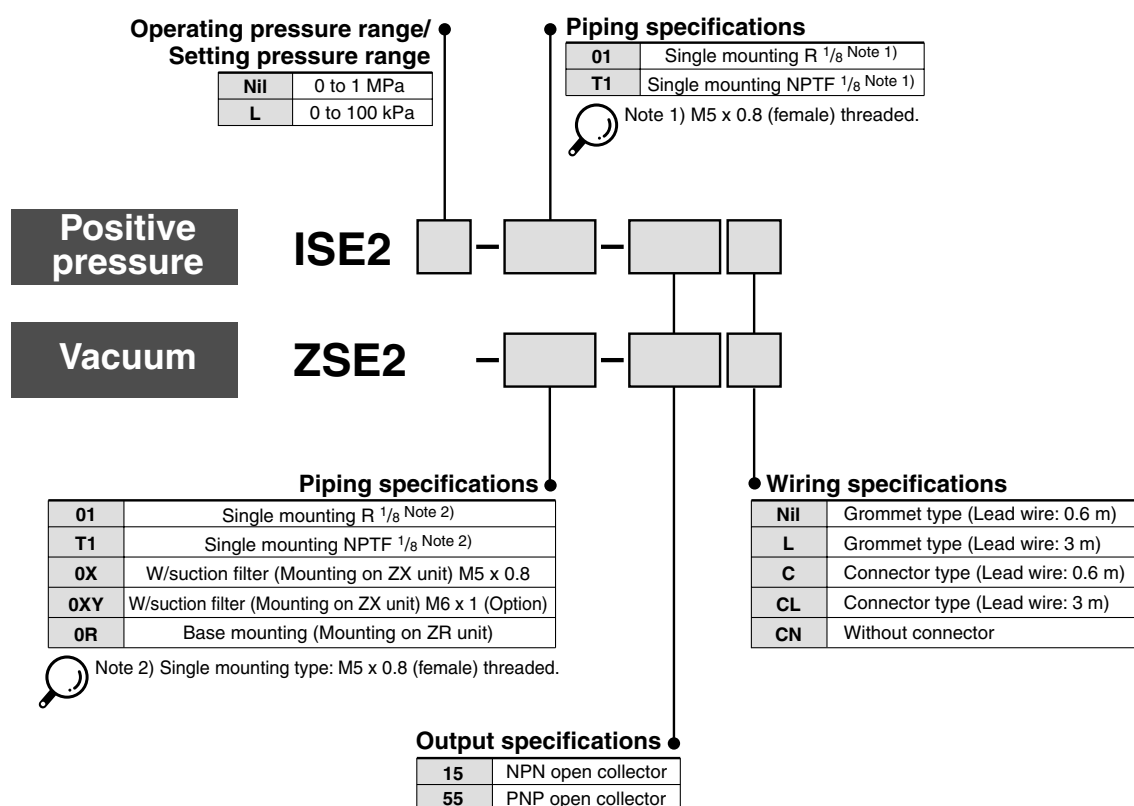 Operating pressure range/
Setting pressure range
Nil 0 to 1 MPa
L 0 to 100 kPa
Piping specifications
01 Single mounting R 1/8 Note 1)
T1 Single mounting NPTF 1/8 Note 1)
Note 1) M5 x 0.8 (female) threaded.
Positive
pressure
ISE2 - -
Vacuum
ZSE2 - -
Piping specifications
01 Single mounting R 1/8 Note 2)
T1 Single mounting NPTF 1/8 Note 2)
0X W/suction filter (Mounting on ZX unit) M5 x 0.8
0XY W/suction filter (Mounting on ZX unit) M6 x 1 (Option)
0R Base mounting (Mounting on ZR unit)
Note 2) Single mounting type: M5 x 0.8 (female) threaded.
Wiring specifications
Nil Grommet type (Lead wire: 0.6 m)
L Grommet type (Lead wire: 3 m)
C Connector type (Lead wire: 0.6 m)
CL Connector type (Lead wire: 3 m)
CN Without connector
Output specifications
15 NPN open collector
55 PNP open collector